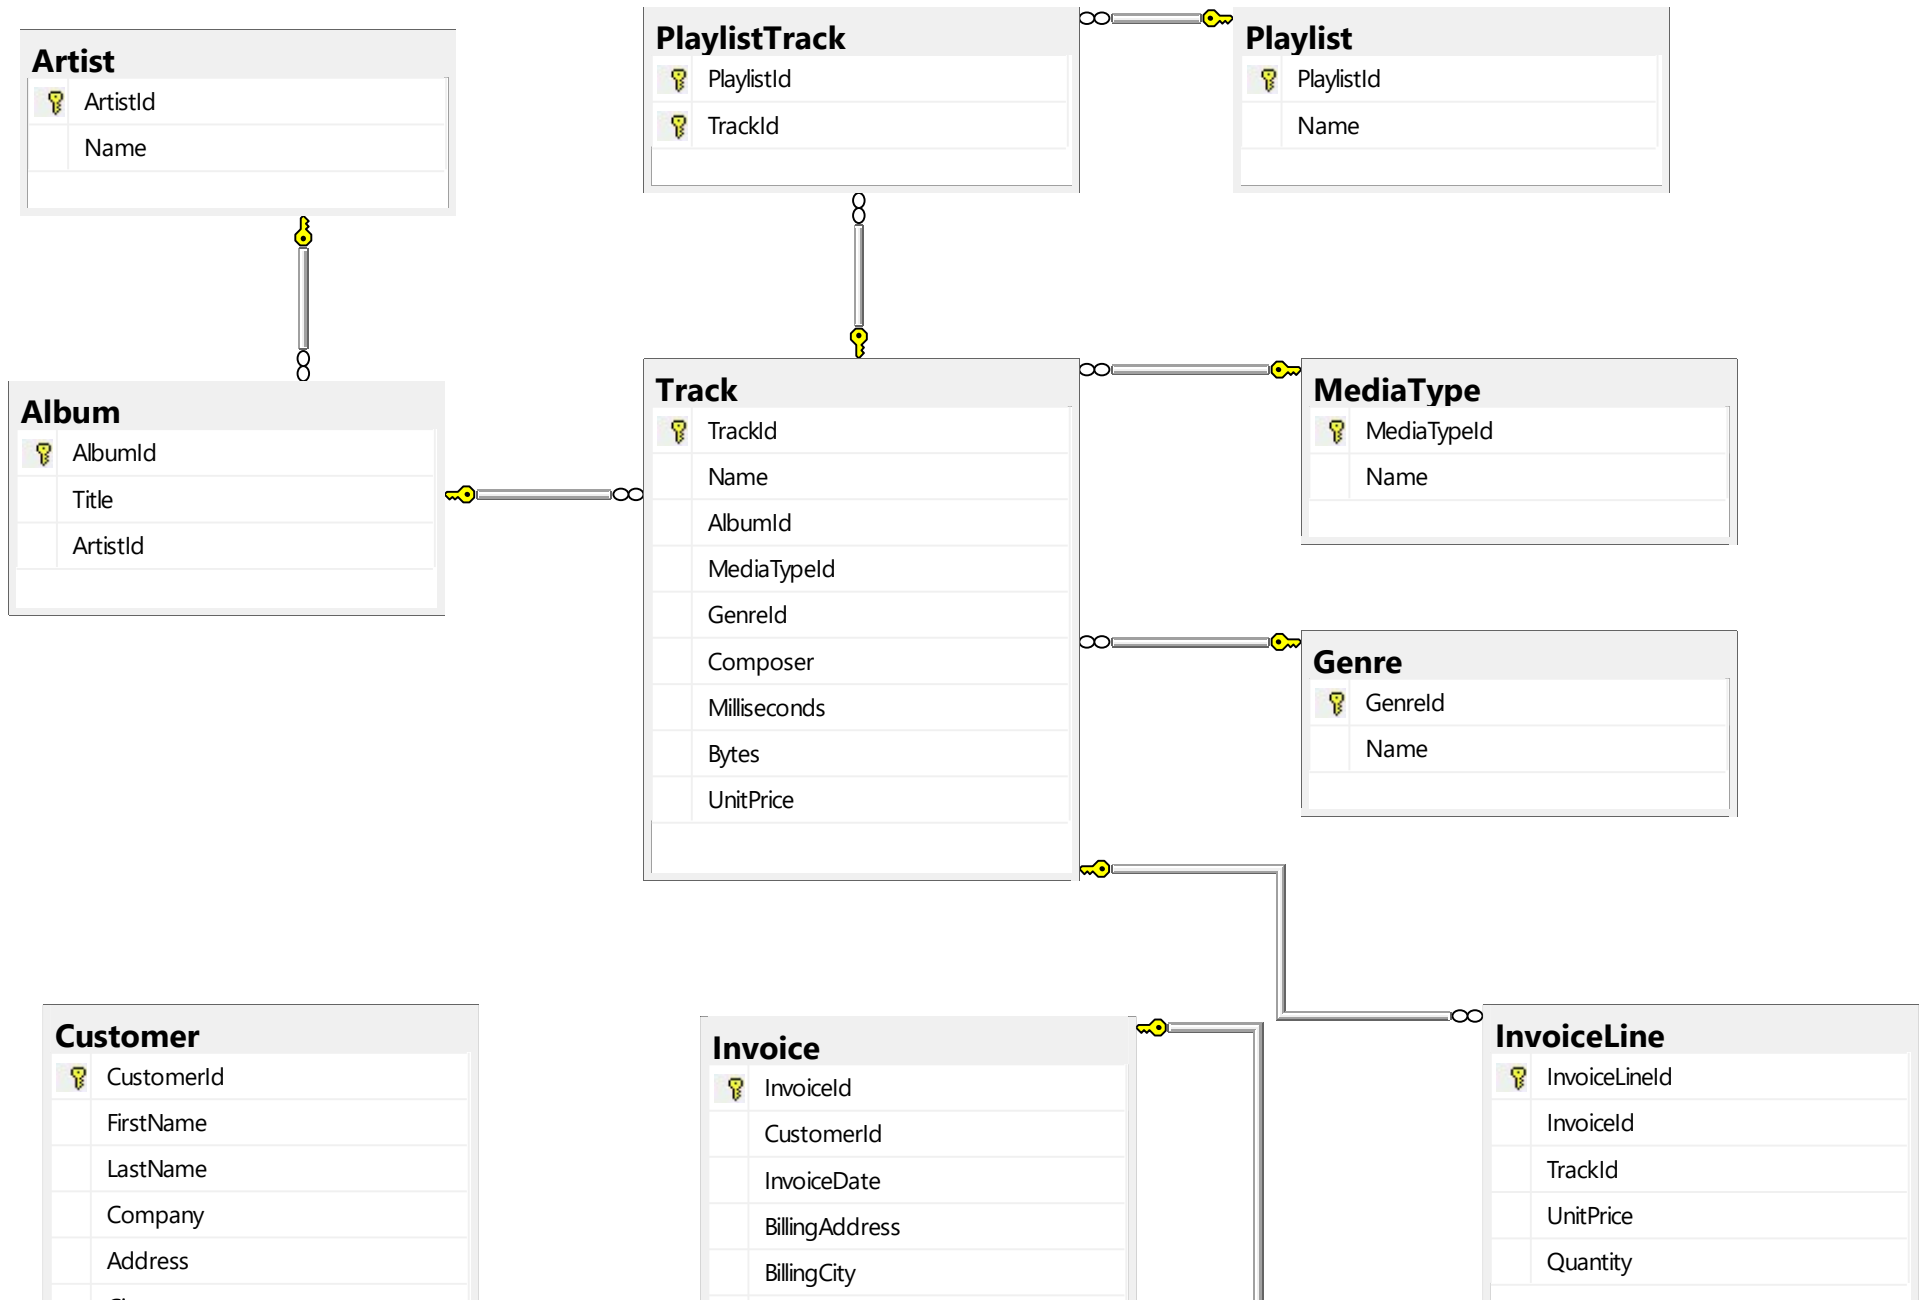 Artist
ArtistId
Name
PlaylistTrack
PlaylistId
TrackId
Playlist
PlaylistId
Name
Album
AlbumId
Title
ArtistId
Track
TrackId
Name
AlbumId
MediaTypeId
GenreId
Composer
Milliseconds
Bytes
UnitPrice
MediaType
MediaTypeId
Name
Genre
GenreId
Name
Customer
CustomerId
FirstName
LastName
Company
Address
Invoice
InvoiceId
CustomerId
InvoiceDate
BillingAddress
BillingCity
InvoiceLine
InvoiceLineId
InvoiceId
TrackId
UnitPrice
Quantity